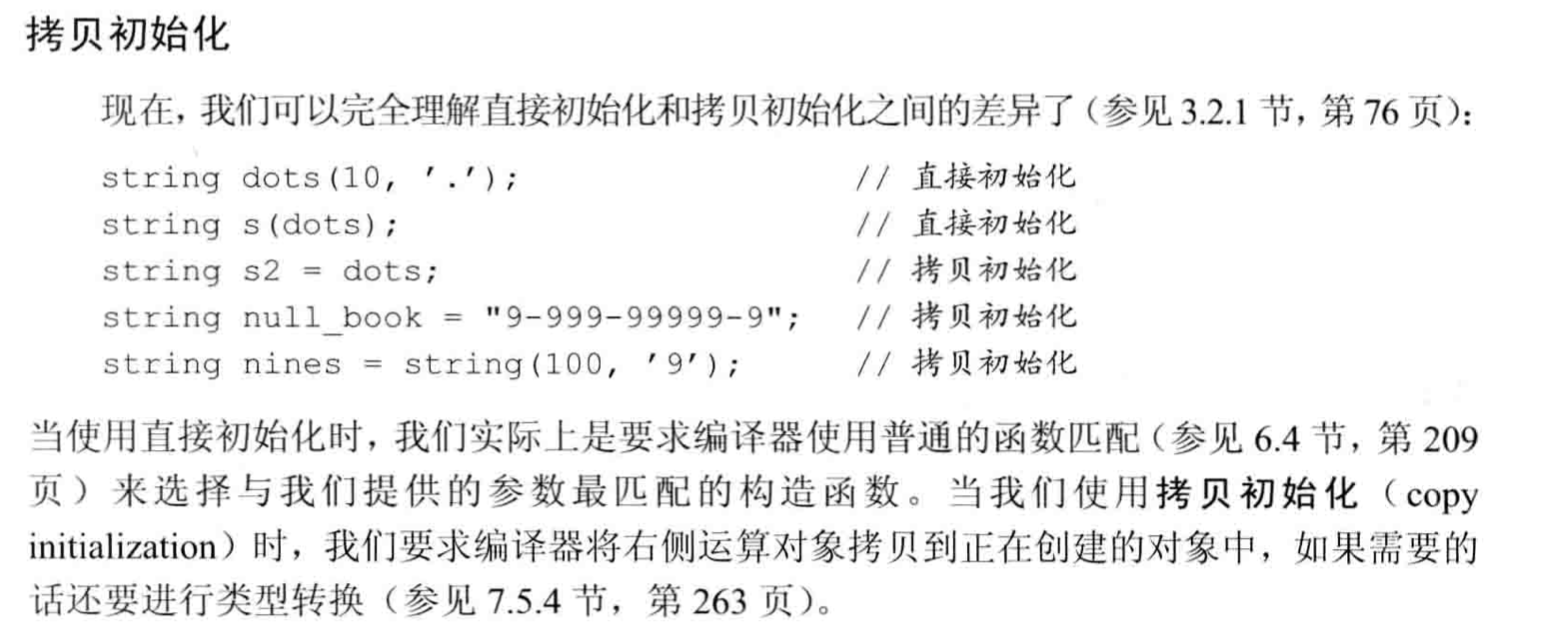 拷贝初始化
现在，我们可以完全理解直接初始化和拷贝初始化之间的差异了（参见 3.2.1 节，第 76 页）：
string dots(10, '.');  // 直接初始化
string s(dots);  // 直接初始化
string s2 = dots;  // 拷贝初始化
string null_book = "9-999-99999-9";  // 拷贝初始化
string nines = string(100, '9');  // 拷贝初始化
当使用直接初始化时，我们实际上是要求编译器使用普通的函数匹配（参见 6.4 节，第 209
页）来选择与我们提供的参数最匹配的构造函数。当我们使用拷贝初始化（copy
initialization）时，我们要求编译器将右侧运算对象拷贝到正在创建的对象中，如果需要的
话还要进行类型转换（参见 7.5.4 节，第 263 页）。